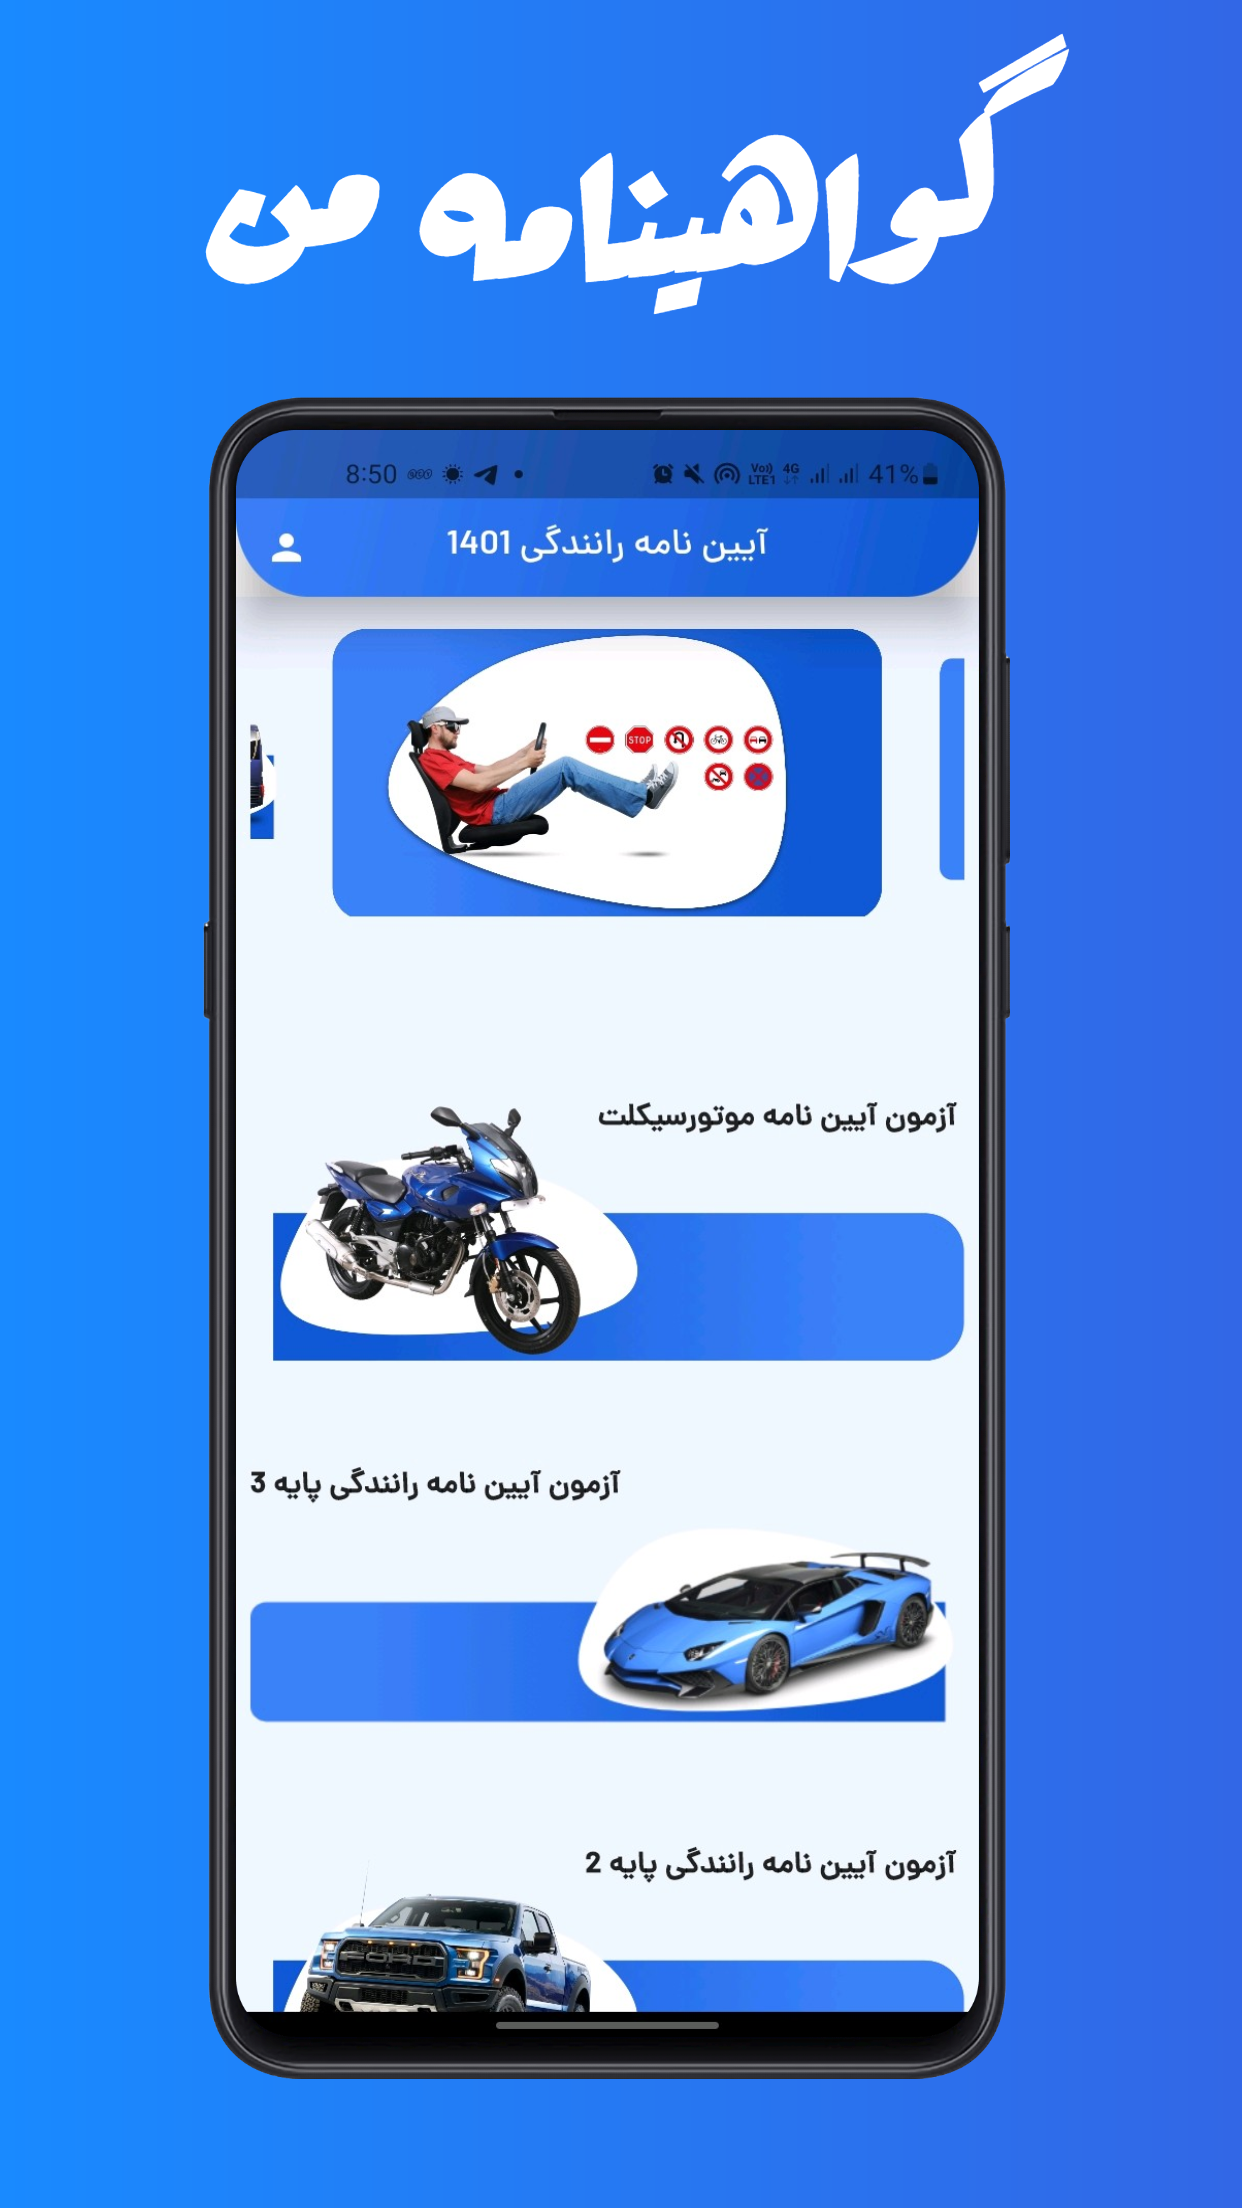 گواهینامه من
8:50
Vo)) LTE1 4G 41%
آیین نامه رانندگی 1401
STOP
آزمون آیین نامه موتورسیکلت
آزمون آیین نامه رانندگی پایه 3
آزمون آیین نامه رانندگی پایه 2
FORD